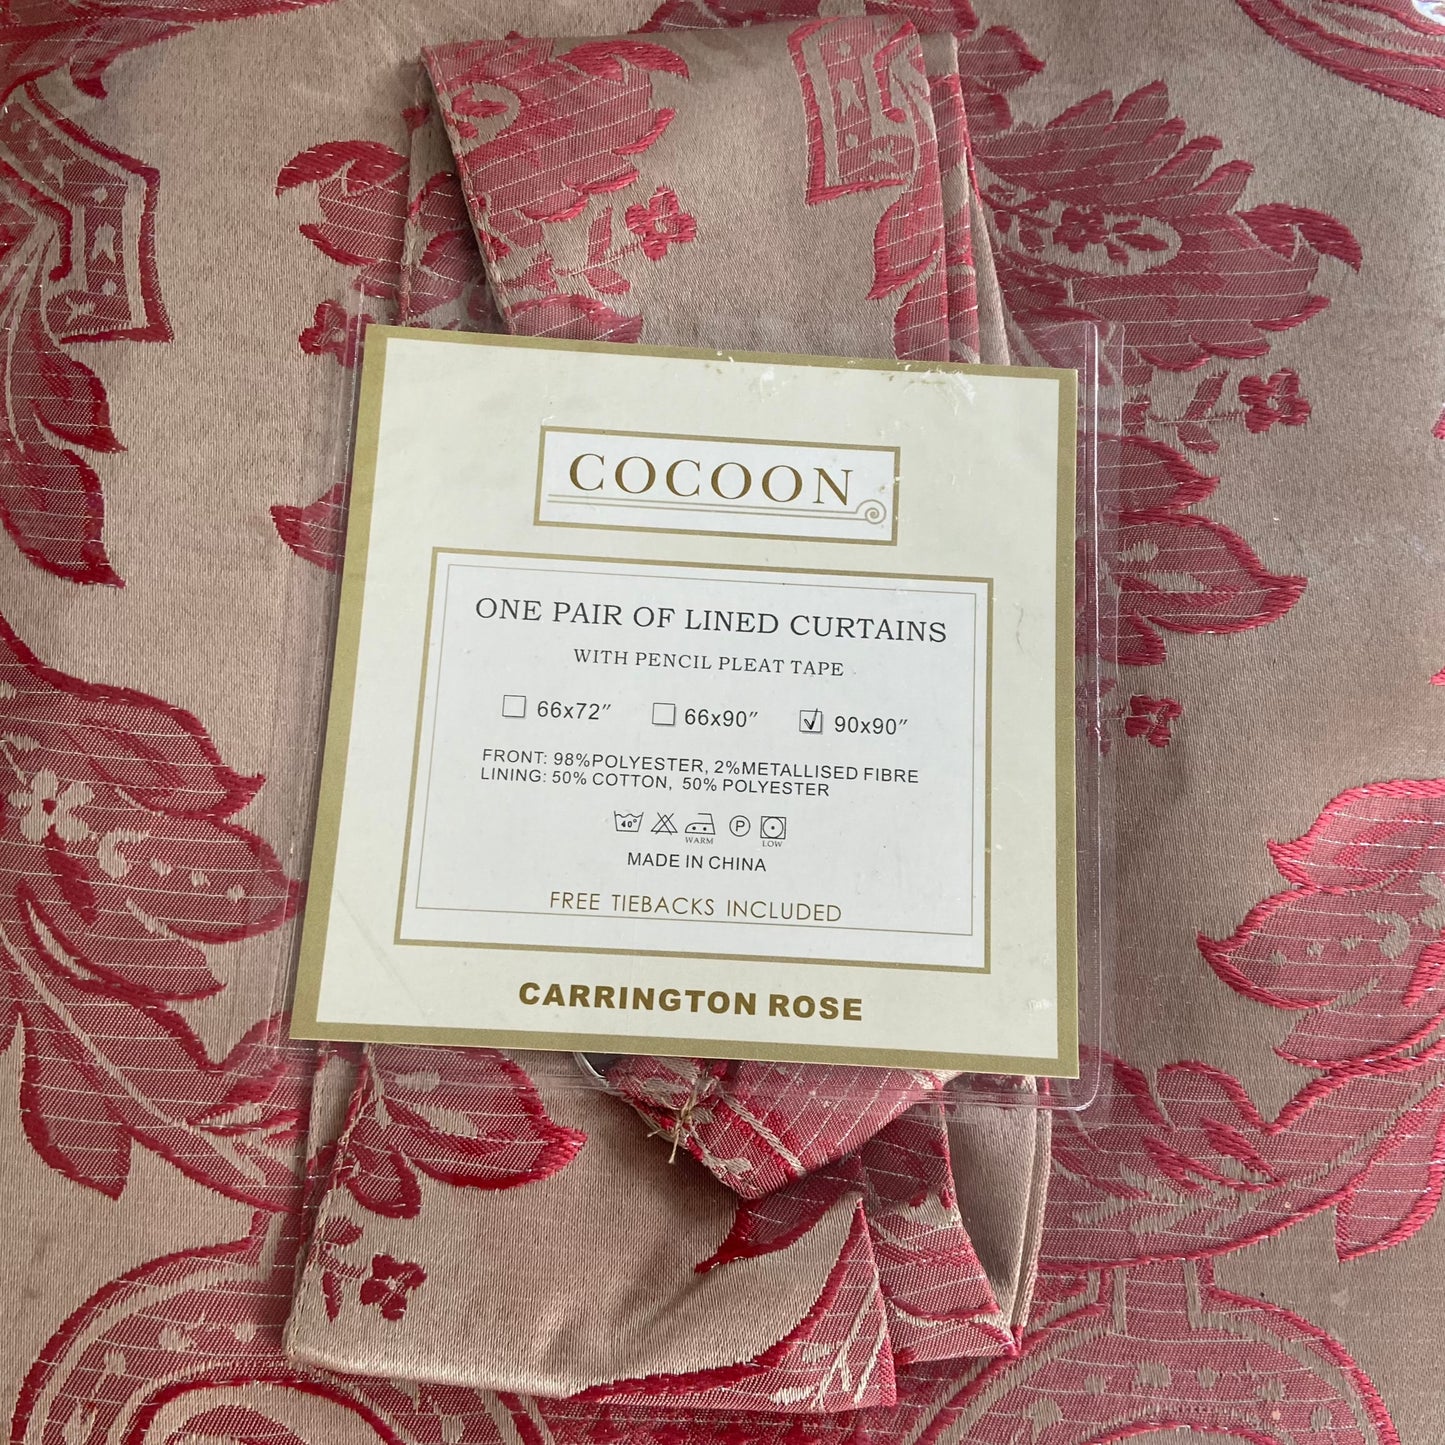 COCOON
ONE PAIR OF LINED CURTAINS
WITH PENCIL PLEAT TAPE
66x72″ 66x90″ 90x90″
FRONT: 98%POLYESTER, 2%METALLISED FIBRE
LINING: 50% COTTON, 50% POLYESTER
40° WARM P LOW
MADE IN CHINA
FREE TIEBACKS INCLUDED
CARRINGTON ROSE